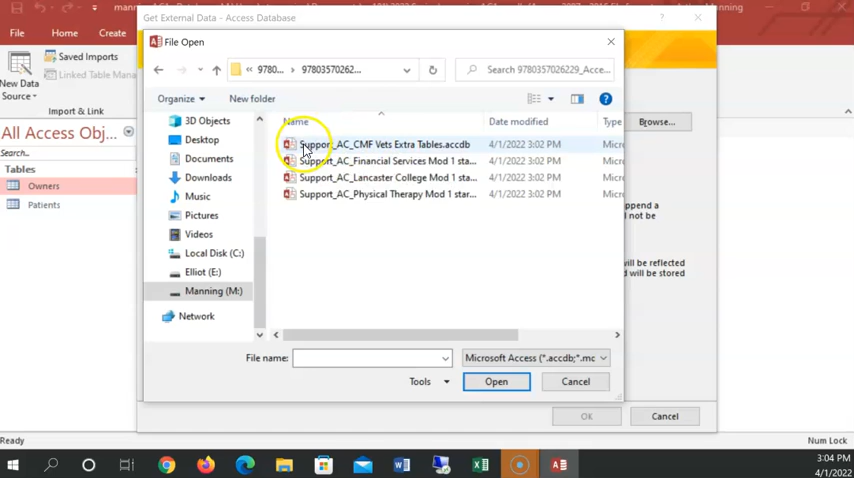 Get External Data - Access Database
?
File
Home
Create
File Open
Saved Imports
Linked Table Mana
New Data
Source
Import & Link
« 9780... › 97803570262...
Search 9780357026229_Acce...
Organize
New folder
Browse...
All Access Obj...
Search...
Tables
Owners
Patients
3D Objects
Desktop
Documents
Downloads
Music
Pictures
Videos
Local Disk (C:)
Elliot (E:)
Manning (M:)
Network
Name Date modified Type
Support_AC_CMF Vets Extra Tables.accdb 4/1/2022 3:02 PM Micro
Support_AC_Financial Services Mod 1 sta... 4/1/2022 3:02 PM Micro
Support_AC_Lancaster College Mod 1 sta... 4/1/2022 3:02 PM Micro
Support_AC_Physical Therapy Mod 1 star... 4/1/2022 3:02 PM Micro
ppend a
l not be
will be reflected
d will be stored
File name:
Microsoft Access (*.accdb;*.mc
Tools
Open
Cancel
OK
Cancel
Ready
Num Lock
3:04 PM
4/1/2022